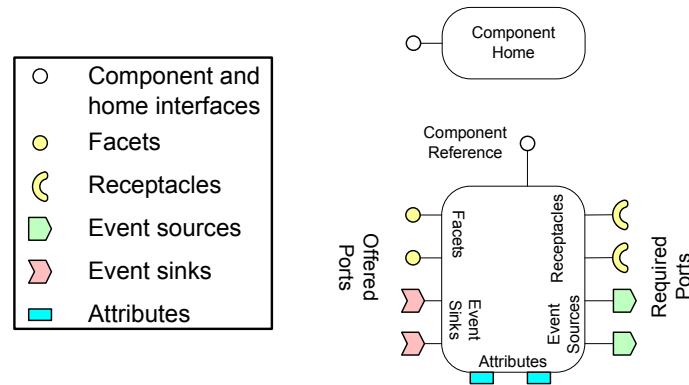 Component and
home interfaces
Facets
Receptacles
Event sources
Event sinks
Attributes
Component
Home
Component
Reference
Offered
Ports
Facets
Event
Sinks
Receptacles
Event
Sources
Required
Ports
Attributes